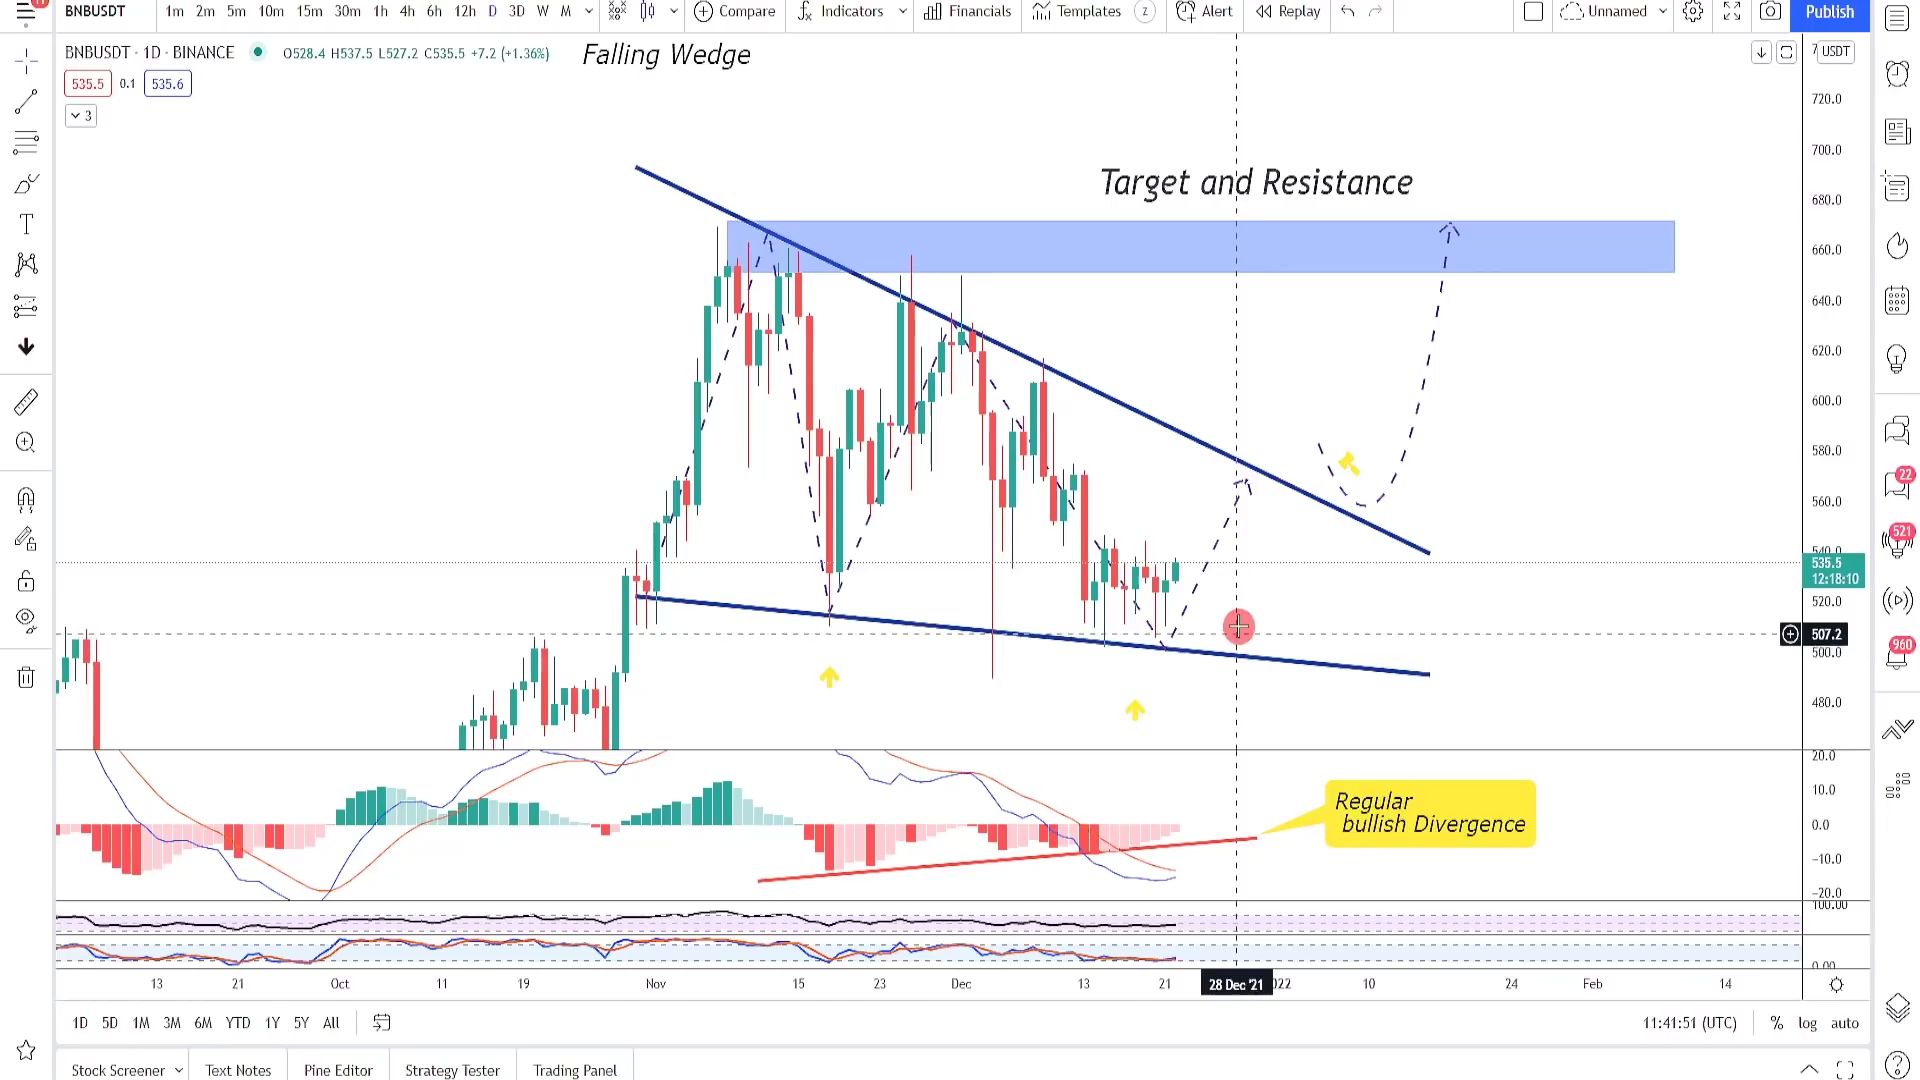 11
BNBUSDT 1m 2m 5m 10m 15m 30m 1h 4h 6h 12h D 3D W M Compare Indicators Financials Templates Z Alert Replay Unnamed Publish
BNBUSDT · 1D · BINANCE O528.4 H537.5 L527.2 C535.5 +7.2 (+1.36%)
535.5 0.1 535.6
3
Falling Wedge
Target and Resistance
USDT
720.0
700.0
680.0
660.0
640.0
620.0
600.0
580.0
560.0
540.0
535.5
12:18:10
520.0
507.2
500.0
480.0
20.0
10.0
0.0
−10.0
−20.0
100.00
0.00
Regular
bullish Divergence
22
521
960
13 21 Oct 11 19 Nov 15 23 Dec 13 21 28 Dec '21 022 10 24 Feb 14
1D 5D 1M 3M 6M YTD 1Y 5Y All 11:41:51 (UTC) % log auto
Stock Screener Text Notes Pine Editor Strategy Tester Trading Panel